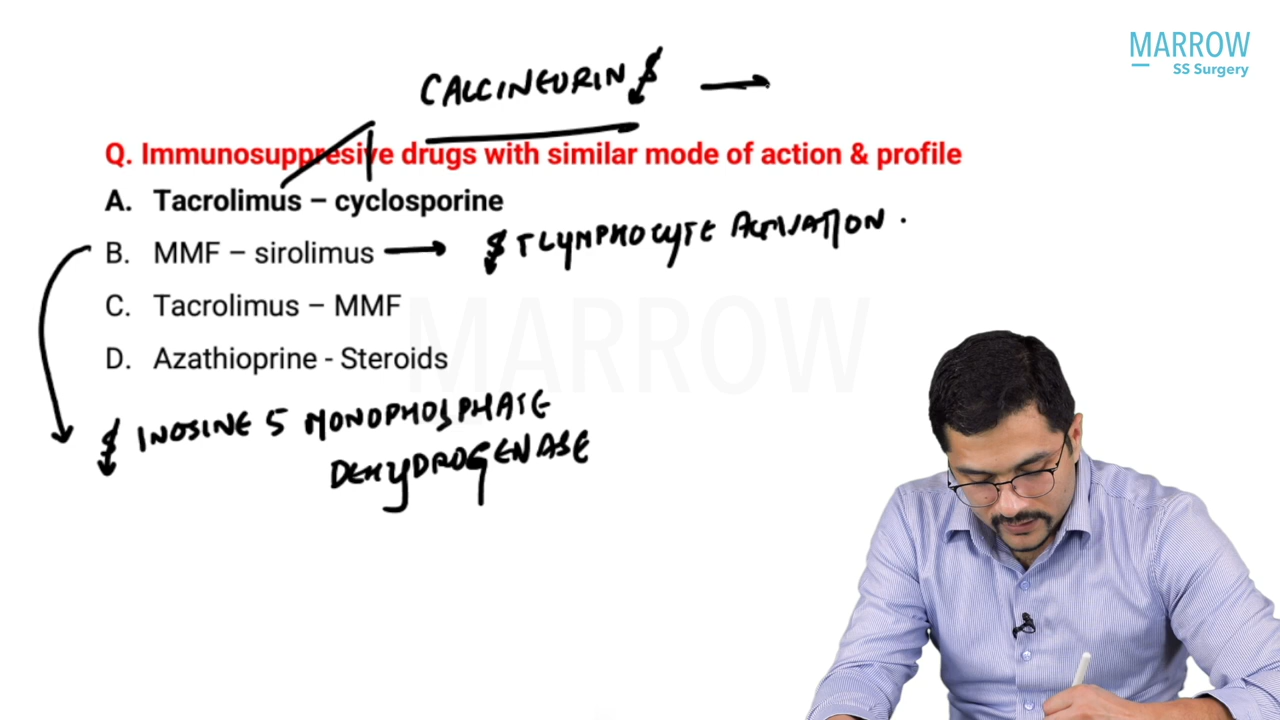 MARROW
SS Surgery
CALCINEURIN
Q. Immunosuppresive drugs with similar mode of action & profile
A. Tacrolimus – cyclosporine
B. MMF – sirolimus
T LYMPHOCYTE ACTIVATION.
C. Tacrolimus – MMF
MARROW
D. Azathioprine - Steroids
INOSINE 5 MONOPHOSPHATE
DEHYDROGENASE